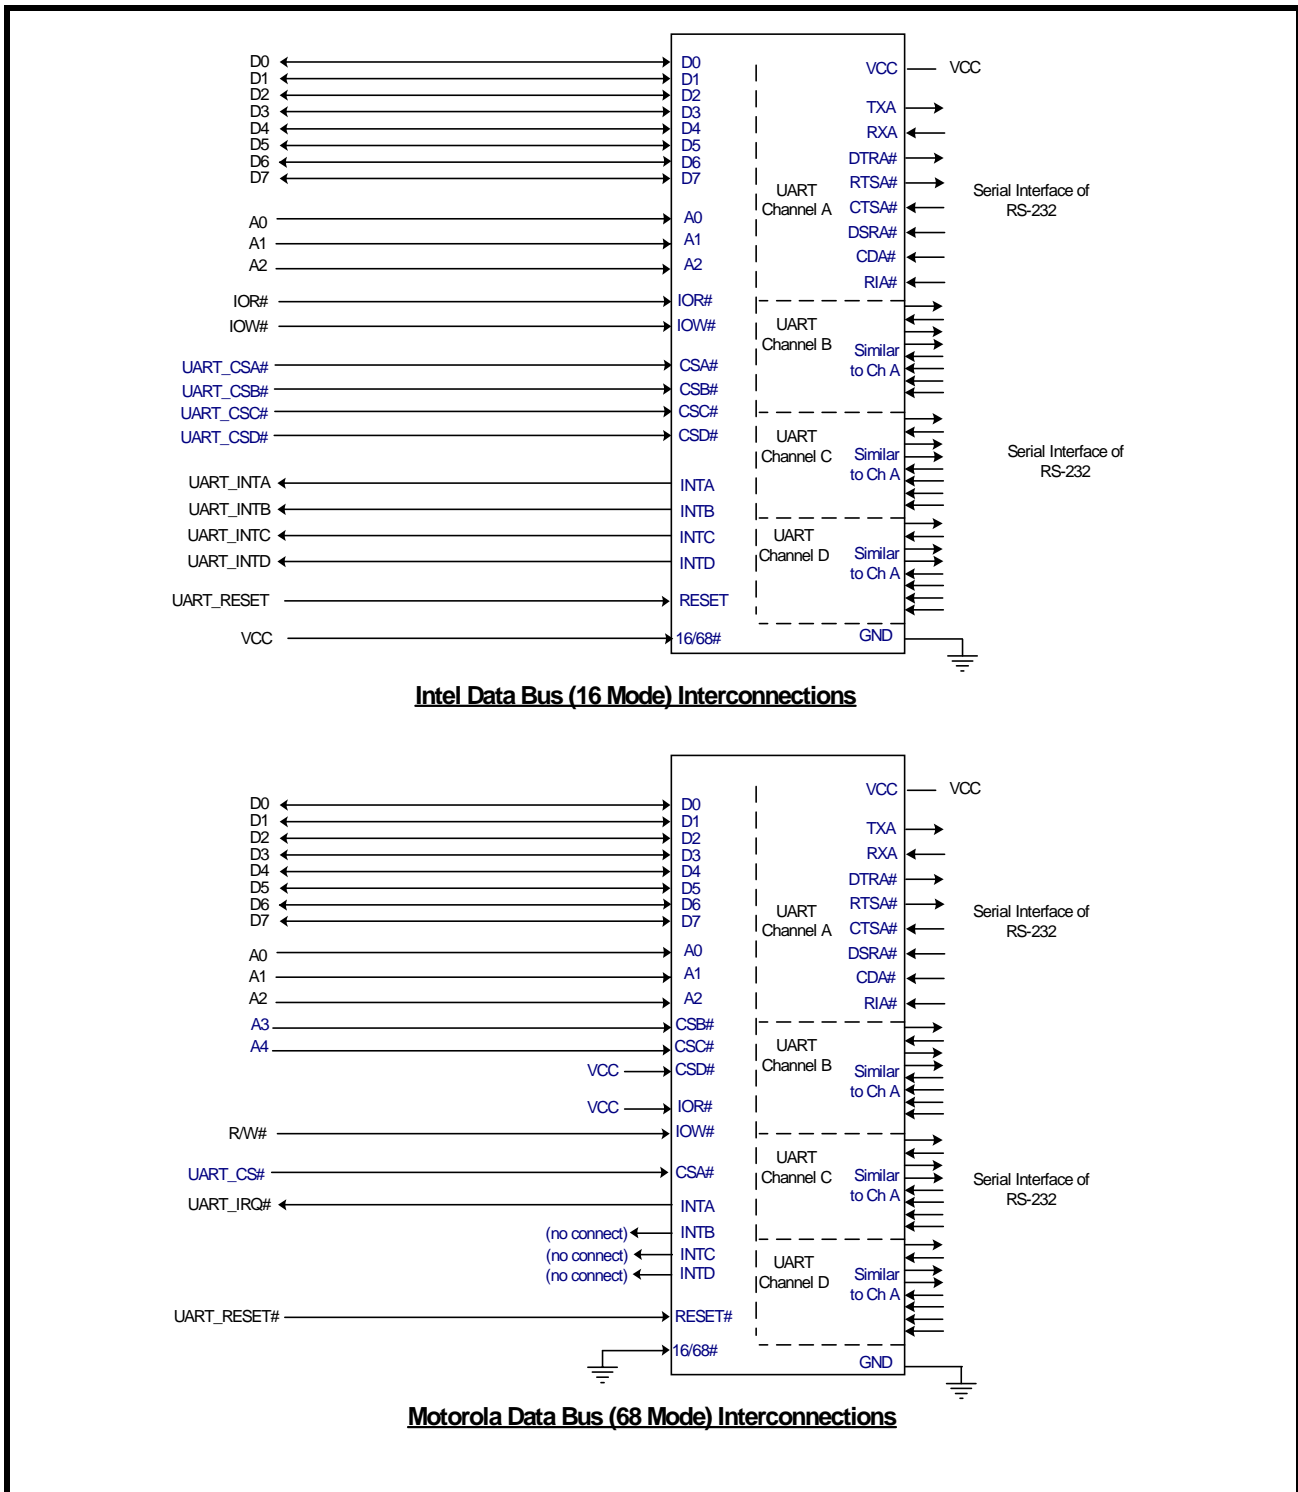 D0
D1
D2
D3
D4
D5
D6
D7
A0
A1
A2
IOR#
IOW#
UART_CSA#
UART_CSB#
UART_CSC#
UART_CSD#
UART_INTA
UART_INTB
UART_INTC
UART_INTD
UART_RESET
VCC
D0
D1
D2
D3
D4
D5
D6
D7
A0
A1
A2
IOR#
IOW#
CSA#
CSB#
CSC#
CSD#
INTA
INTB
INTC
INTD
RESET
16/68#
UART
Channel A
UART
Channel B
UART
Channel C
UART
Channel D
VCC
TXA
RXA
DTRA#
RTSA#
CTSA#
DSRA#
CDA#
RIA#
Similar
to Ch A
Similar
to Ch A
Similar
to Ch A
GND
VCC
Serial Interface of
RS-232
Serial Interface of
RS-232
Intel Data Bus (16 Mode) Interconnections
D0
D1
D2
D3
D4
D5
D6
D7
A0
A1
A2
A3
A4
VCC
VCC
R/W#
UART_CS#
UART_IRQ#
(no connect)
(no connect)
(no connect)
UART_RESET#
D0
D1
D2
D3
D4
D5
D6
D7
A0
A1
A2
CSB#
CSC#
CSD#
IOR#
IOW#
CSA#
INTA
INTB
INTC
INTD
RESET#
16/68#
UART
Channel A
UART
Channel B
UART
Channel C
UART
Channel D
VCC
TXA
RXA
DTRA#
RTSA#
CTSA#
DSRA#
CDA#
RIA#
Similar
to Ch A
Similar
to Ch A
Similar
to Ch A
GND
VCC
Serial Interface of
RS-232
Serial Interface of
RS-232
Motorola Data Bus (68 Mode) Interconnections